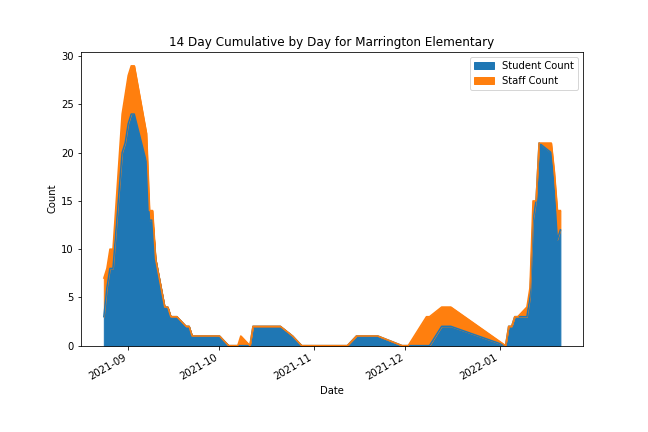 14 Day Cumulative by Day for Marrington Elementary
30
25
20
15
10
5
0
Count
Student Count
Staff Count
2021-09
2021-10
2021-11
2021-12
2022-01
Date